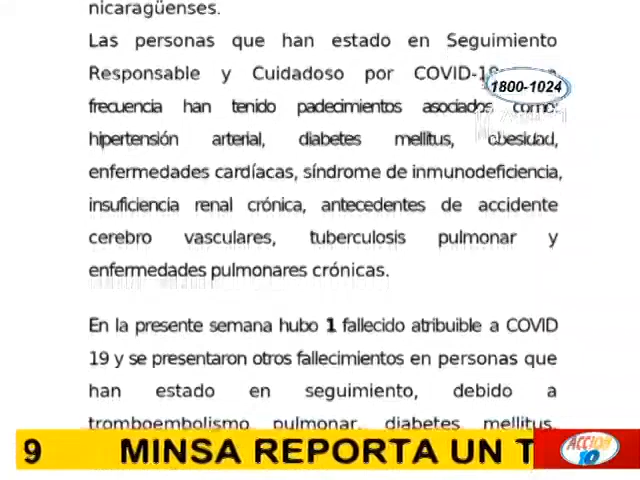 nicaragüenses.
Las personas que han estado en Seguimiento
Responsable y Cuidadoso por COVID-19
1800-1024
frecuencia han tenido padecimientos asociados como:
hipertensión arterial, diabetes mellitus, obesidad,
enfermedades cardíacas, síndrome de inmunodeficiencia,
insuficiencia renal crónica, antecedentes de accidente
cerebro vasculares, tuberculosis pulmonar y
enfermedades pulmonares crónicas.
En la presente semana hubo 1 fallecido atribuible a COVID
19 y se presentaron otros fallecimientos en personas que
han estado en seguimiento, debido a
tromboembolismo pulmonar, diabetes mellitus,
9 MINSA REPORTA UN T
ACCION
10